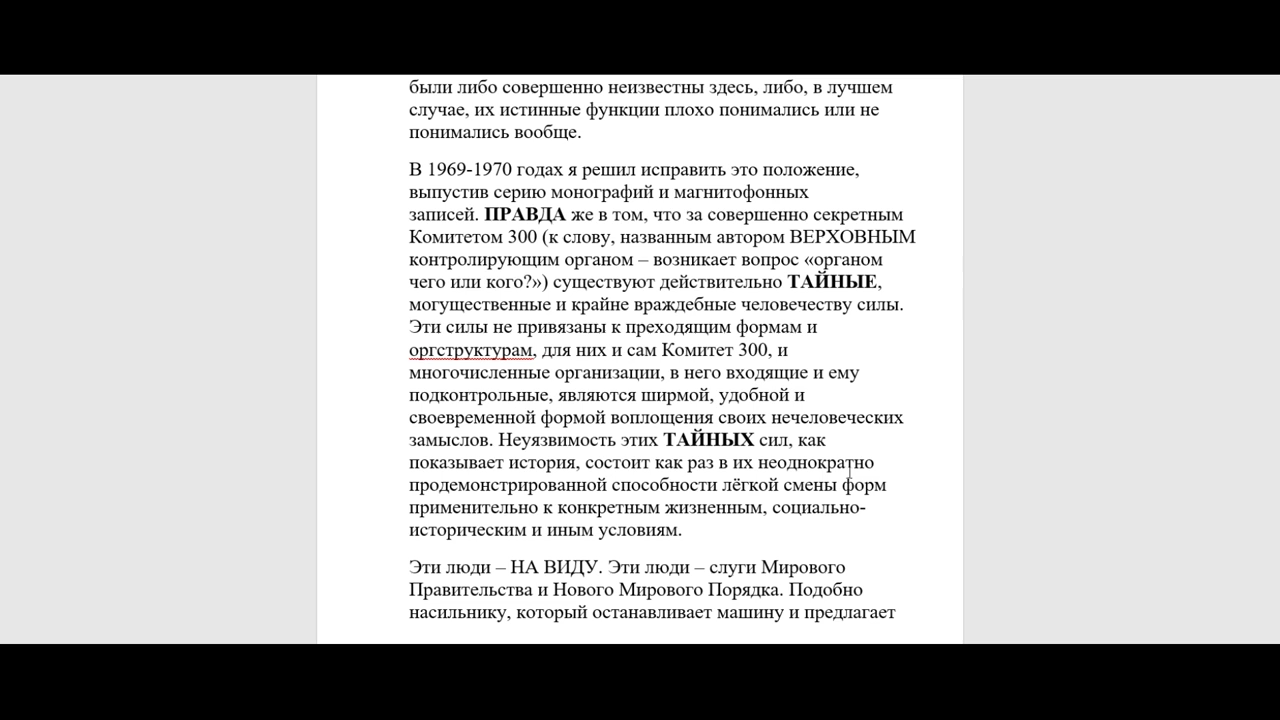 были либо совершенно неизвестны здесь, либо, в лучшем
случае, их истинные функции плохо понимались или не
понимались вообще.
В 1969-1970 годах я решил исправить это положение,
выпустив серию монографий и магнитофонных
записей. ПРАВДА же в том, что за совершенно секретным
Комитетом 300 (к слову, названным автором ВЕРХОВНЫМ
контролирующим органом – возникает вопрос «органом
чего или кого?») существуют действительно ТАЙНЫЕ,
могущественные и крайне враждебные человечеству силы.
Эти силы не привязаны к преходящим формам и
оргструктурам, для них и сам Комитет 300, и
многочисленные организации, в него входящие и ему
подконтрольные, являются ширмой, удобной и
своевременной формой воплощения своих нечеловеческих
замыслов. Неуязвимость этих ТАЙНЫХ сил, как
показывает история, состоит как раз в их неоднократно
продемонстрированной способности лёгкой смены форм
применительно к конкретным жизненным, социально-
историческим и иным условиям.
Эти люди – НА ВИДУ. Эти люди – слуги Мирового
Правительства и Нового Мирового Порядка. Подобно
насильнику, который останавливает машину и предлагает